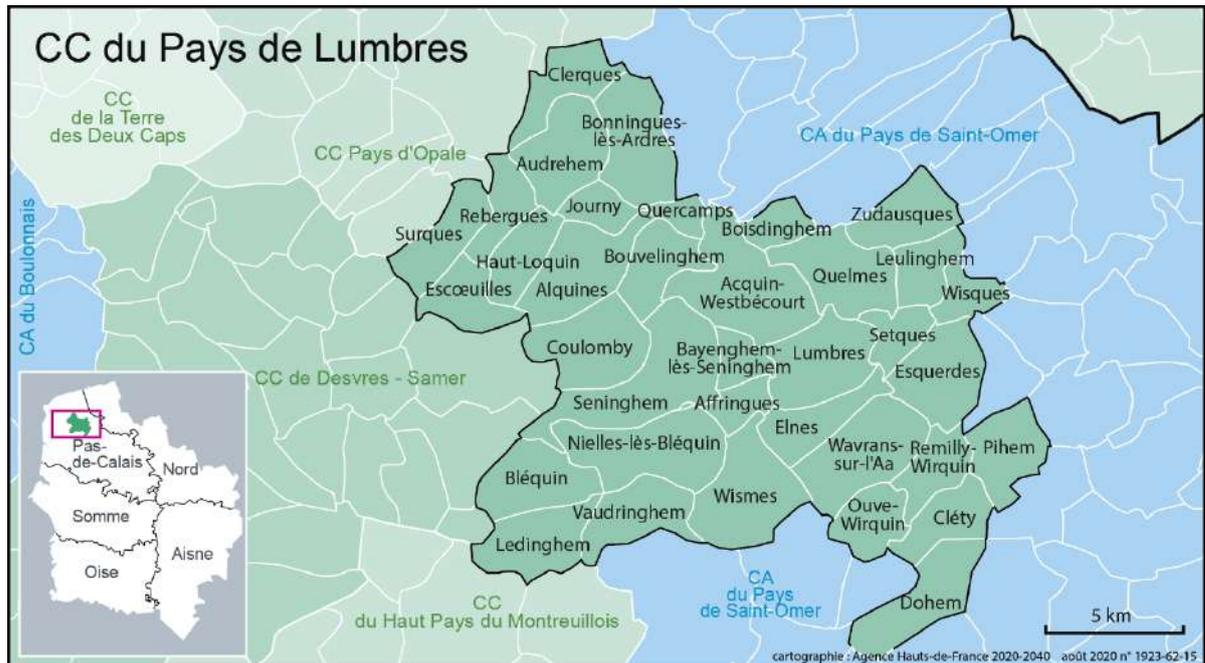 CC du Pays de Lumbres
CC
de la Terre
des Deux Caps
CC Pays d'Opale
CA du Pays de Saint-Omer
CA du Boulonnais
Clerques
Bonningues-
lès-Ardres
Audrehem
Journy
Rebergues
Quercamps
Zudausques
Boisdinghem
Surques
Haut-Loquin
Bouvelinghem
Leulinghem
Quelmes
Escœuilles
Alquines
Acquin-
Westbécourt
Wisques
Setques
Coulomby
Bayenghem-
lès-Seninghem
Lumbres
Esquerdes
CC de Desvres - Samer
Seninghem
Affringues
Elnes
Nielles-lès-Bléquin
Wavrans-
sur-l'Aa
Remilly-
Wirquin
Pihem
Bléquin
Wismes
Vaudringhem
Ouve-
Wirquin
Cléty
Ledinghem
Dohem
CC
du Haut Pays du Montreuillois
CA
du Pays
de Saint-Omer
Pas-
de-Calais
Nord
Somme
Aisne
Oise
5 km
cartographie : Agence Hauts-de-France 2020-2040 août 2020 n° 1923-62-15